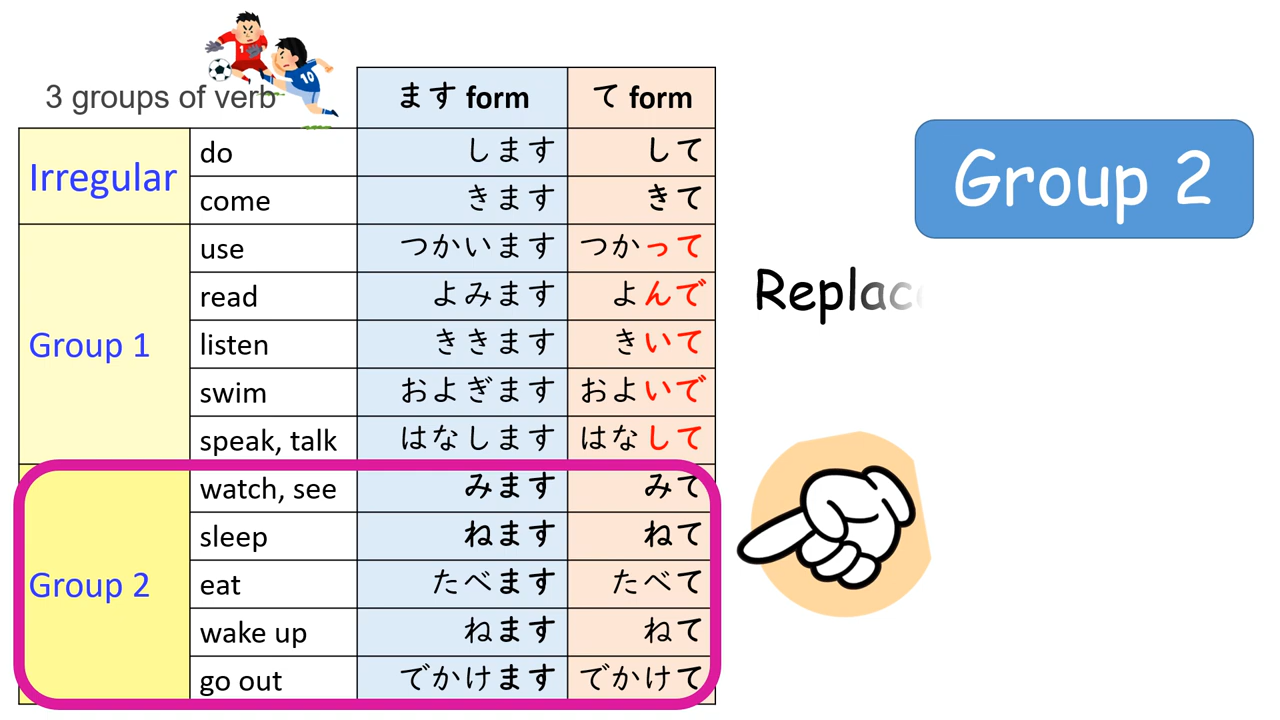 3 groups of verb
ます form て form
Irregular
do します して
come きます きて
Group 1
use つかいます つかって
read よみます よんで
listen ききます きいて
swim およぎます およいで
speak, talk はなします はなして
Group 2
watch, see みます みて
sleep ねます ねて
eat たべます たべて
wake up ねます ねて
go out でかけます でかけて
Group 2
Replac
1
10